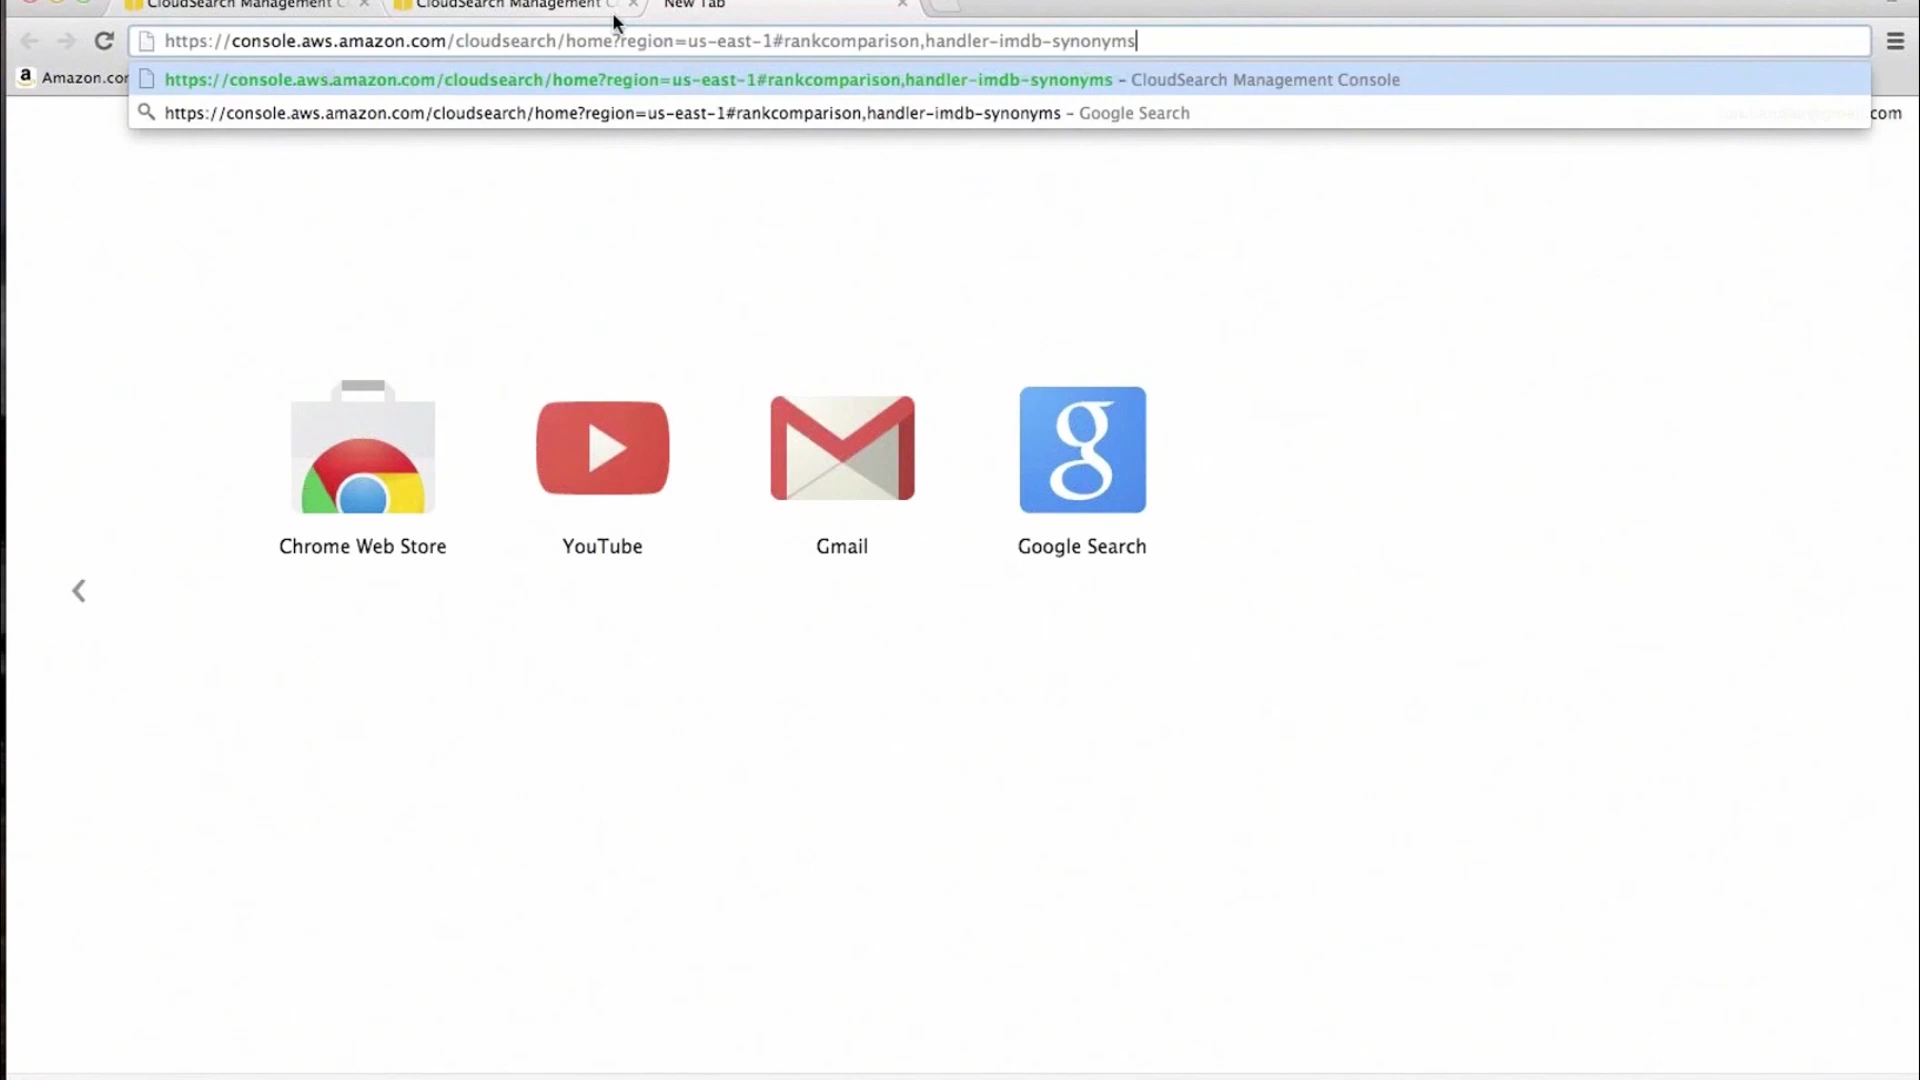 CloudSearch Management C
CloudSearch Management C
New Tab
https://console.aws.amazon.com/cloudsearch/home?region=us-east-1#rankcomparison,handler-imdb-synonyms
a Amazon.com
https://console.aws.amazon.com/cloudsearch/home?region=us-east-1#rankcomparison,handler-imdb-synonyms - CloudSearch Management Console
https://console.aws.amazon.com/cloudsearch/home?region=us-east-1#rankcomparison,handler-imdb-synonyms - Google Search
com
g
Chrome Web Store
YouTube
Gmail
Google Search